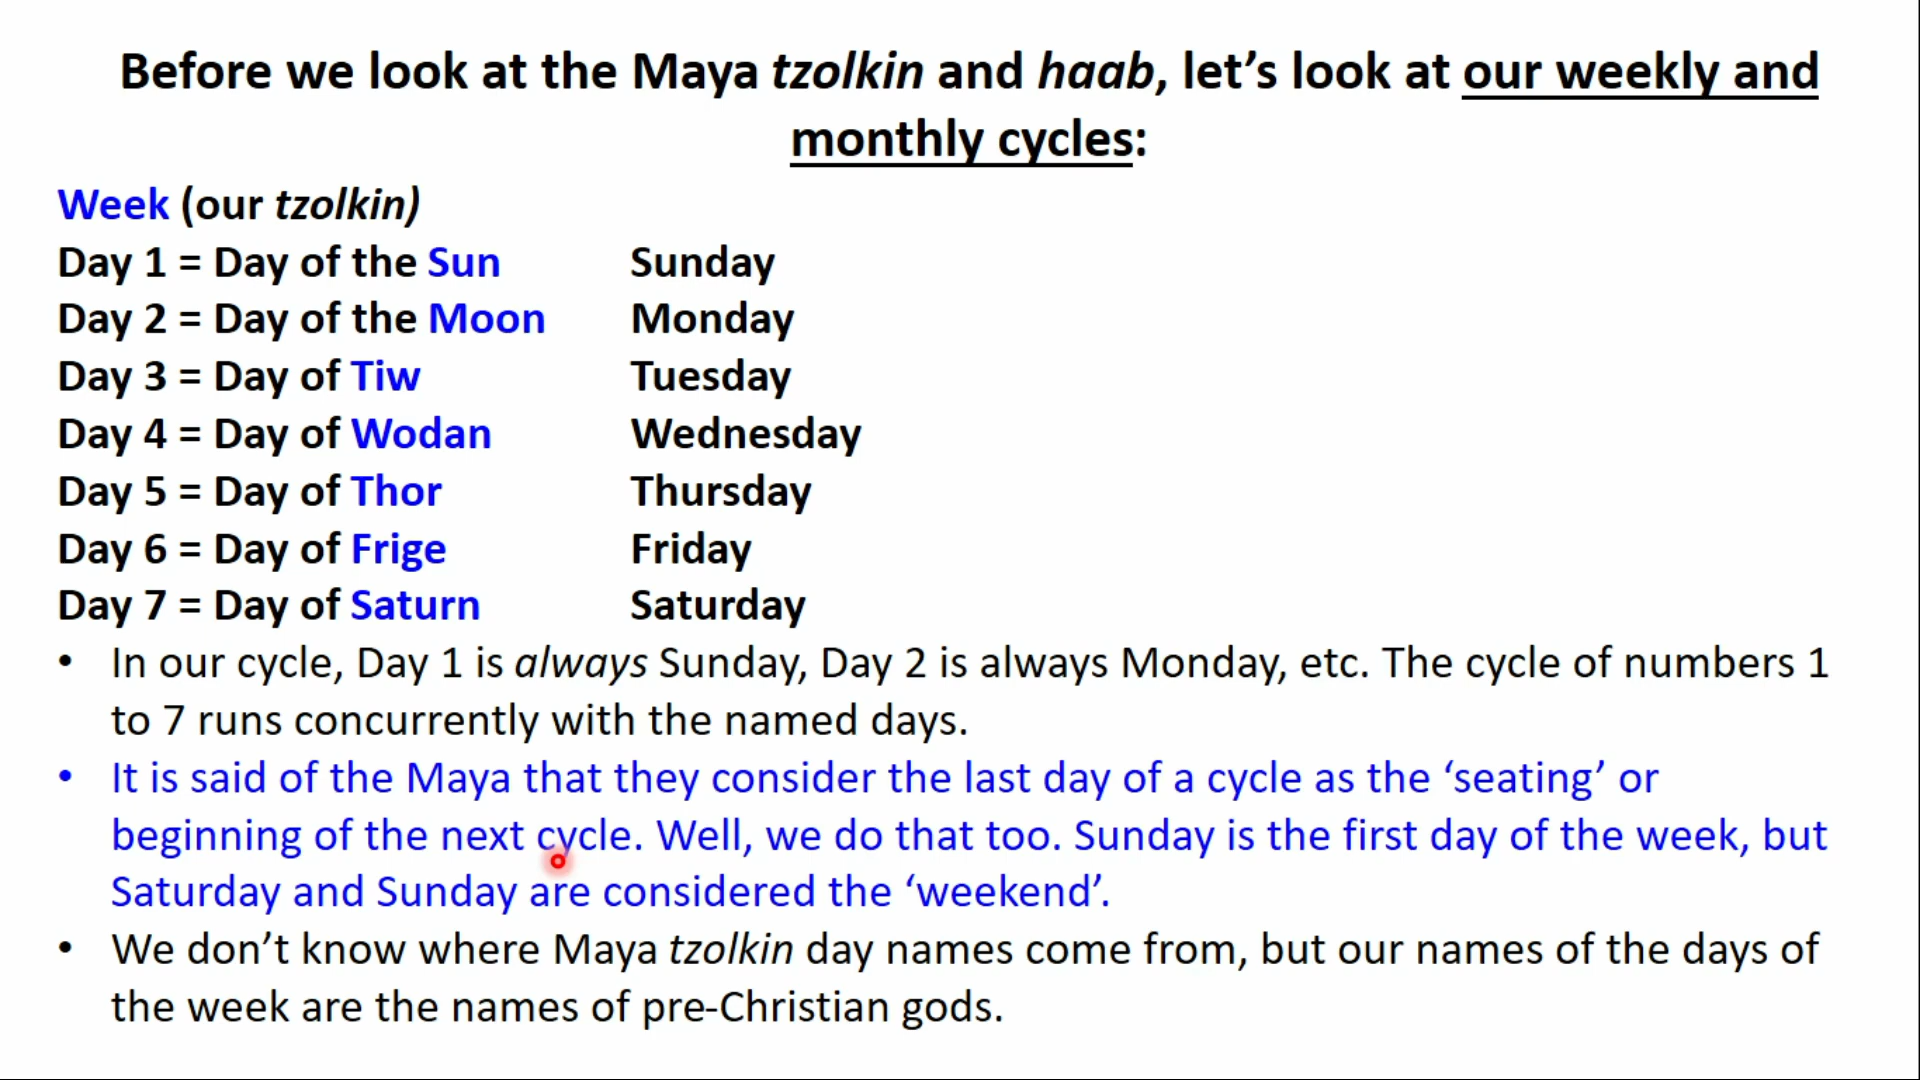 Before we look at the Maya tzolkin and haab, let’s look at our weekly and
monthly cycles:
Week (our tzolkin)
Day 1 = Day of the Sun Sunday
Day 2 = Day of the Moon Monday
Day 3 = Day of Tiw Tuesday
Day 4 = Day of Wodan Wednesday
Day 5 = Day of Thor Thursday
Day 6 = Day of Frige Friday
Day 7 = Day of Saturn Saturday
• In our cycle, Day 1 is always Sunday, Day 2 is always Monday, etc. The cycle of numbers 1
to 7 runs concurrently with the named days.
• It is said of the Maya that they consider the last day of a cycle as the ‘seating’ or
beginning of the next cycle. Well, we do that too. Sunday is the first day of the week, but
Saturday and Sunday are considered the ‘weekend’.
• We don’t know where Maya tzolkin day names come from, but our names of the days of
the week are the names of pre-Christian gods.